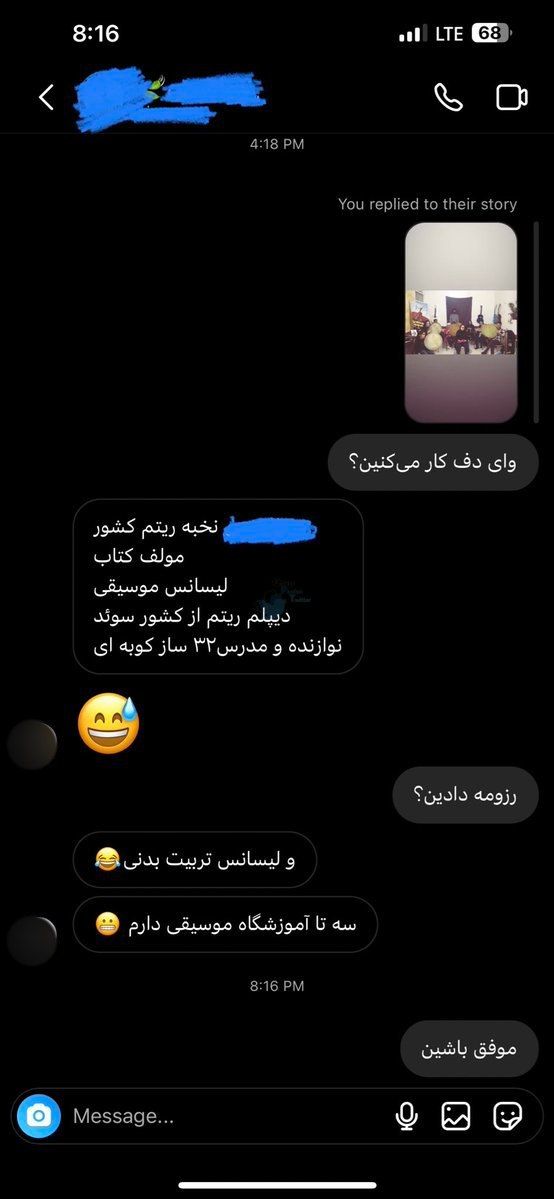 8:16
LTE 68
4:18 PM
You replied to their story
وای دف کار می‌کنین؟
نخبه ریتم کشور
مولف کتاب
لیسانس موسیقی
دیپلم ریتم از کشور سوئد
نوازنده و مدرس۳۲ ساز کوبه ای
😅
رزومه دادین؟
و لیسانس تربیت بدنی😂
سه تا آموزشگاه موسیقی دارم 😬
8:16 PM
موفق باشین
Message...